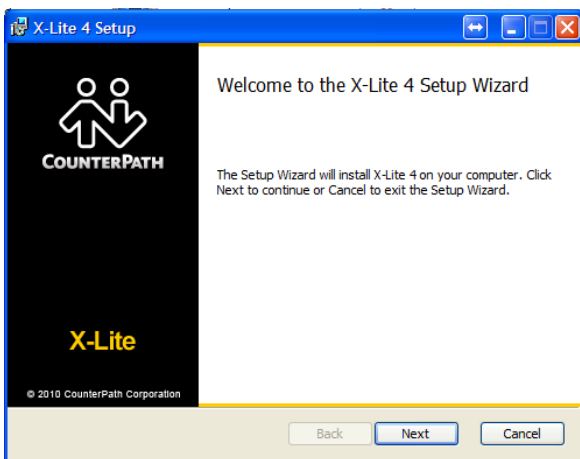 X-Lite 4 Setup
Welcome to the X-Lite 4 Setup Wizard
COUNTERPATH
The Setup Wizard will install X-Lite 4 on your computer. Click
Next to continue or Cancel to exit the Setup Wizard.
X-Lite
© 2010 CounterPath Corporation
Back Next Cancel